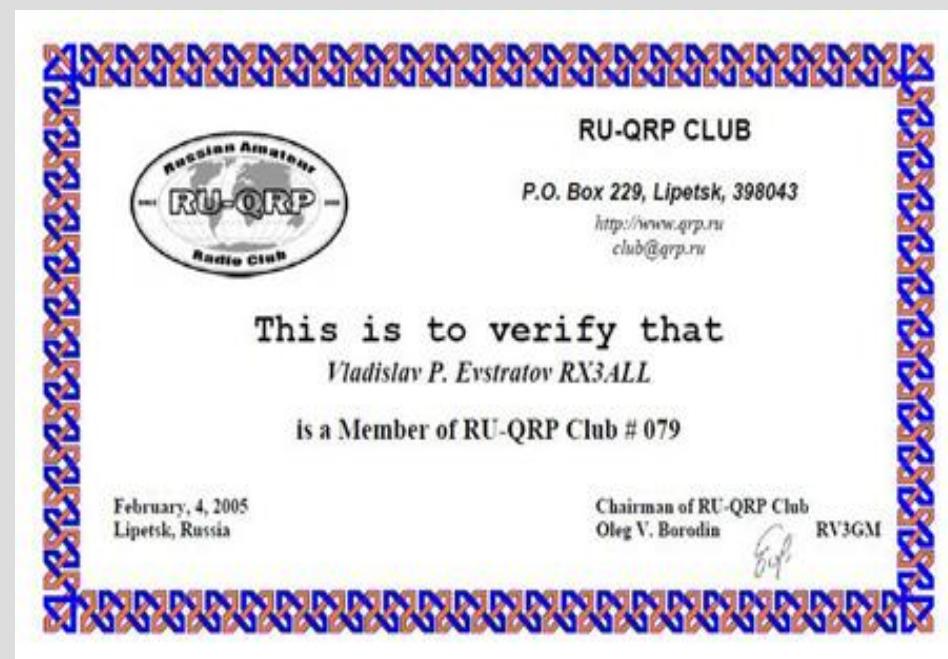 Russian Amateur
RU-QRP
Radio Club
RU-QRP CLUB
P.O. Box 229, Lipetsk, 398043
http://www.qrp.ru
club@qrp.ru
This is to verify that
Vladislav P. Evstratov RX3ALL
is a Member of RU-QRP Club # 079
February, 4, 2005
Lipetsk, Russia
Chairman of RU-QRP Club
Oleg V. Borodin RV3GM